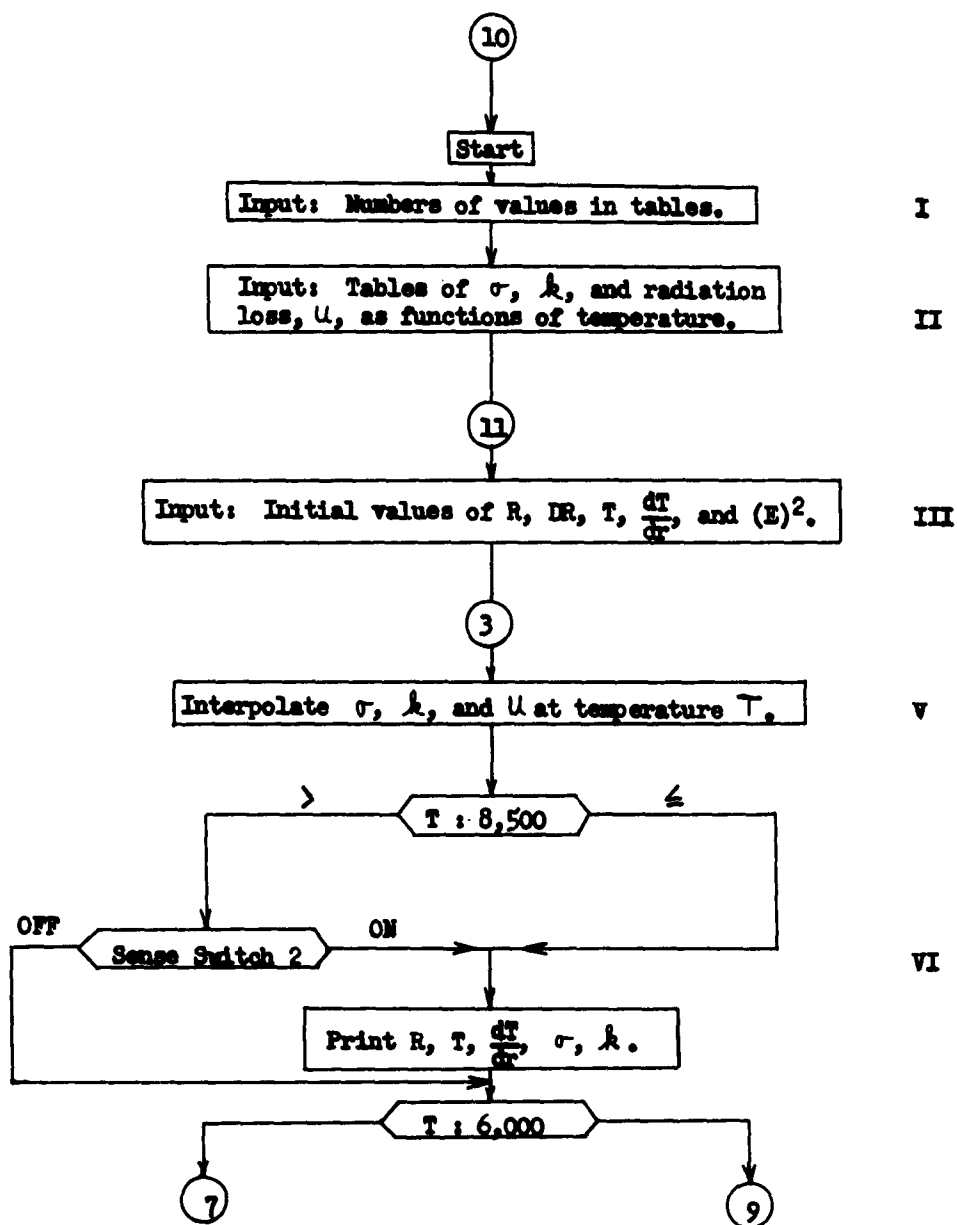 10
Start
Input: Numbers of values in tables. I
Input: Tables of σ, k, and radiation
loss, U, as functions of temperature. II
11
Input: Initial values of R, DR, T, dT/dr, and (E)². III
3
Interpolate σ, k, and U at temperature T. V
> T : 8,500 ≤
OFF Sense Switch 2 ON
VI
Print R, T, dT/dr, σ, k.
T : 6,000
7 9